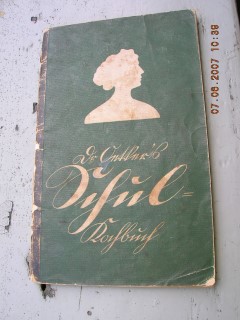 Dr. Oetker's
Schul-
Kochbuch
07.08.2007 10:39